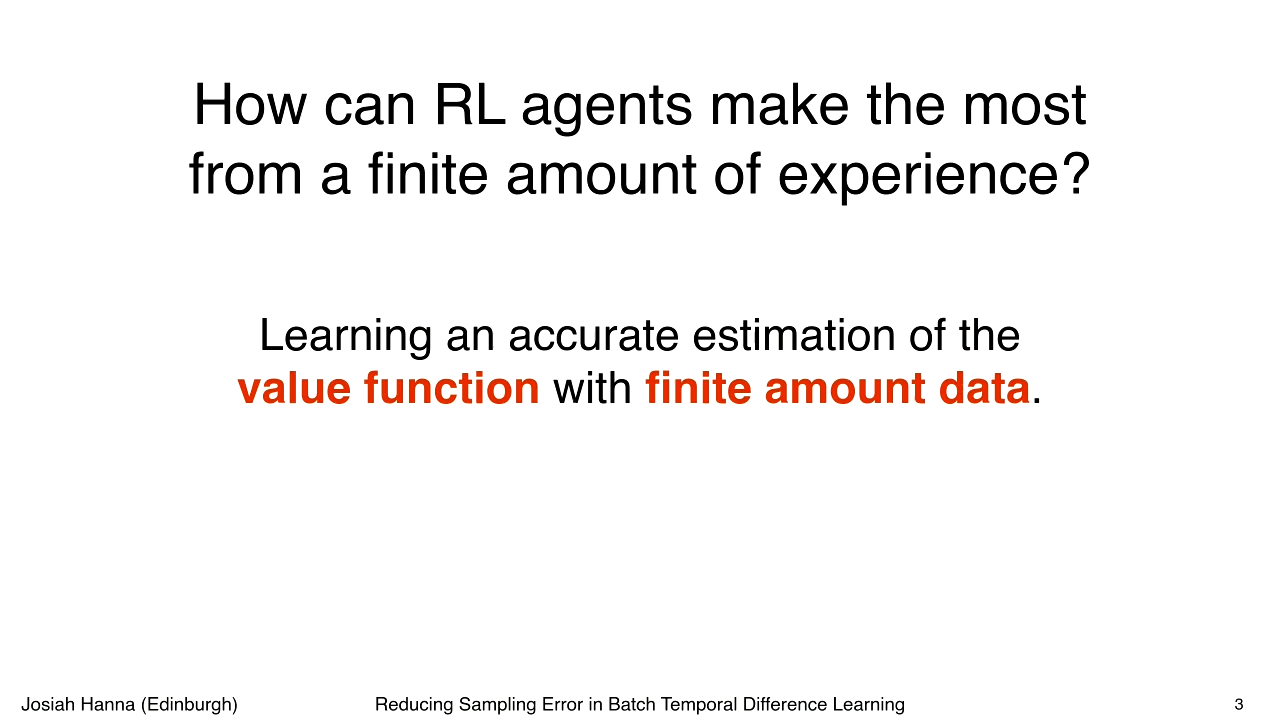 How can RL agents make the most
from a finite amount of experience?
Learning an accurate estimation of the
value function with finite amount data.
Josiah Hanna (Edinburgh)
Reducing Sampling Error in Batch Temporal Difference Learning
3